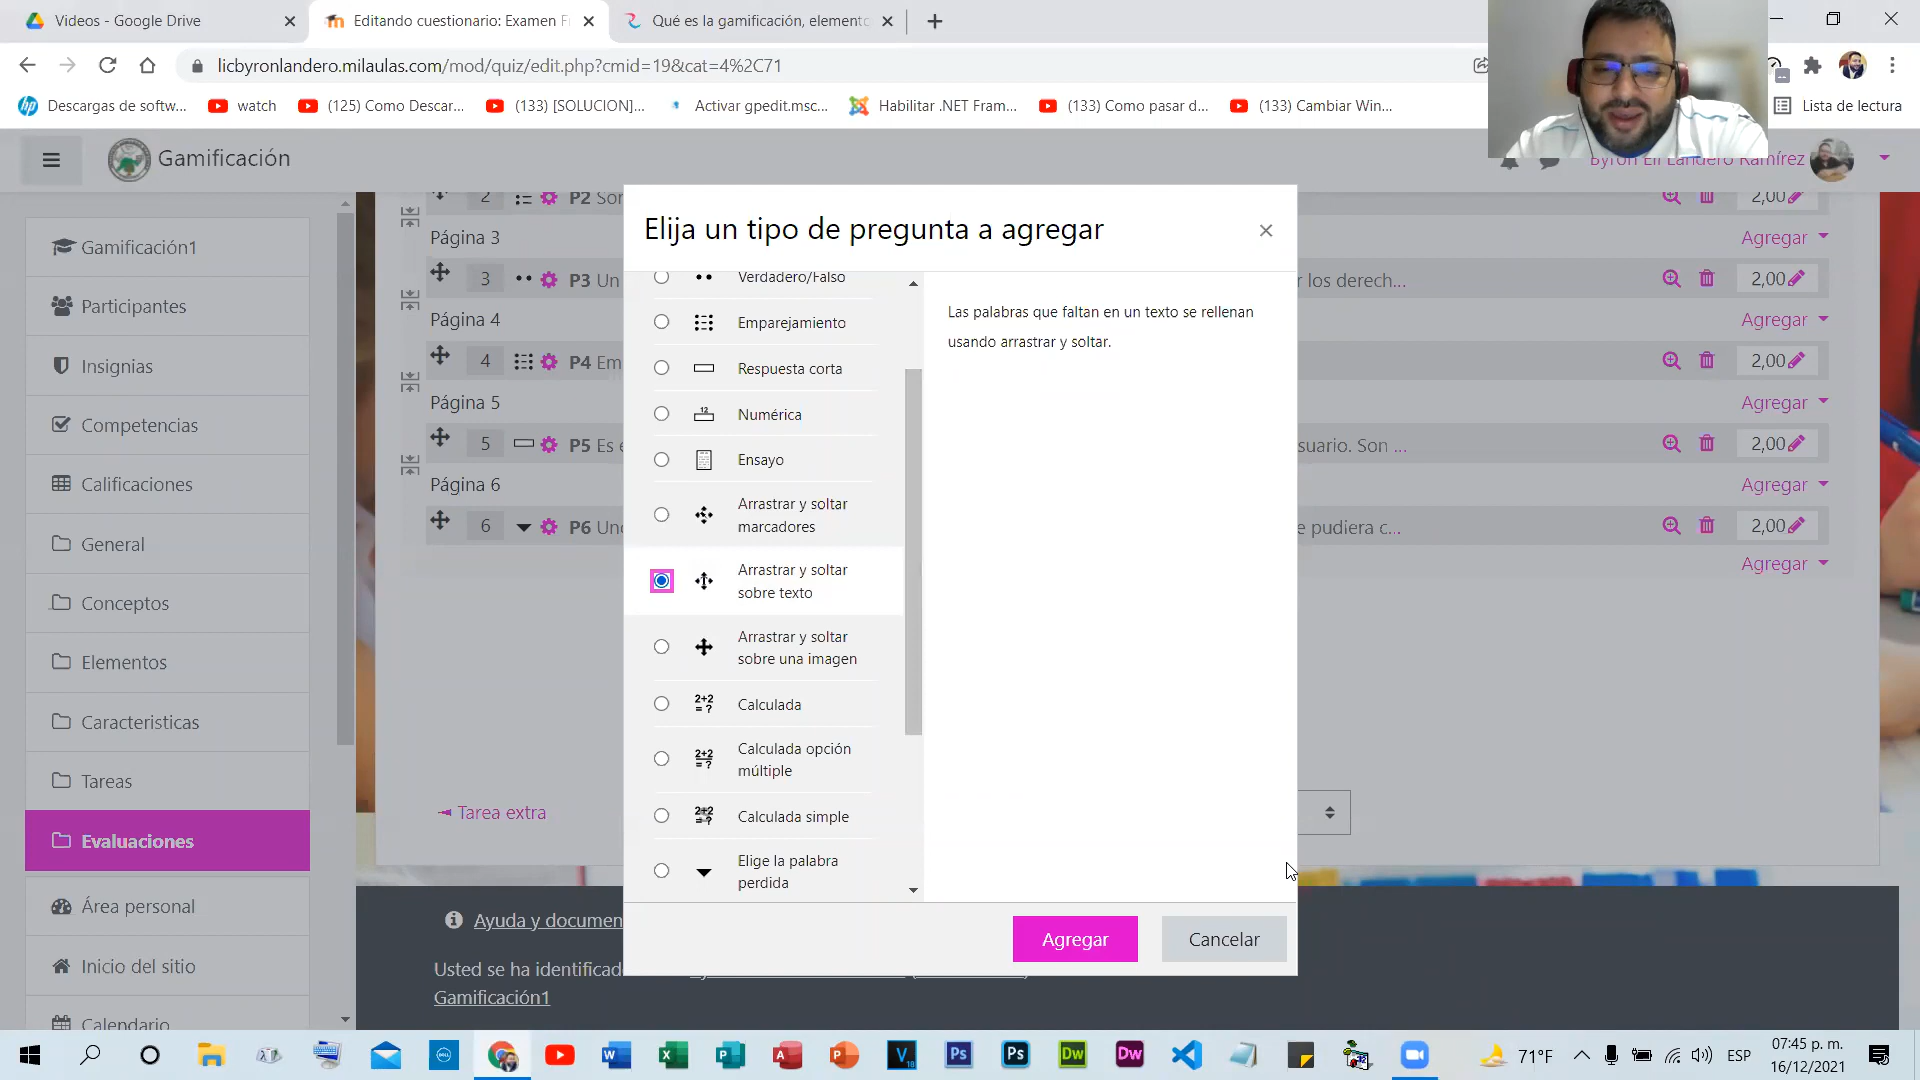 Videos - Google Drive
Editando cuestionario: Examen F
Qué es la gamificación, element
licbyronlandero.milaulas.com/mod/quiz/edit.php?cmid=19&cat=4%2C71
Descargas de softw...
watch
(125) Como Descar...
(133) [SOLUCION]...
Activar gpedit.msc...
Habilitar .NET Fram...
(133) Como pasar d...
(133) Cambiar Win...
Lista de lectura
Gamificación
Byron Eli Landero Ramírez
Gamificación1
Participantes
Insignias
Competencias
Calificaciones
General
Conceptos
Elementos
Caracteristicas
Tareas
Evaluaciones
Área personal
Inicio del sitio
Calendario
2 P2 Sor 2,00
Página 3 Agregar
3 P3 Un r los derech... 2,00
Página 4 Agregar
4 P4 Em 2,00
Página 5 Agregar
5 P5 Es e suario. Son ... 2,00
Página 6 Agregar
6 P6 Uno e pudiera c... 2,00
Agregar
Tarea extra
Elija un tipo de pregunta a agregar
×
Verdadero/Falso
Emparejamiento
Respuesta corta
12
Numérica
Ensayo
Arrastrar y soltar
marcadores
Arrastrar y soltar
sobre texto
Arrastrar y soltar
sobre una imagen
2+2
= ?
Calculada
2+2
=?
Calculada opción
múltiple
Calculada simple
Elige la palabra
perdida
Las palabras que faltan en un texto se rellenan
usando arrastrar y soltar.
Agregar
Cancelar
Ayuda y documen
Usted se ha identificad
Gamificación1
71°F
ESP
07:45 p. m.
16/12/2021